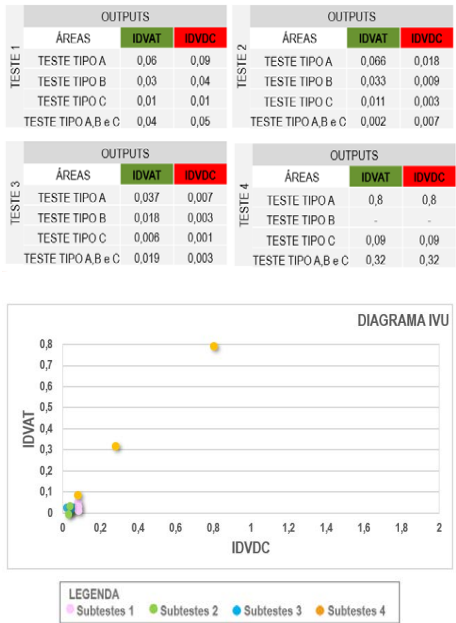 TESTE 1
OUTPUTS
ÁREAS IDVAT IDVDC
TESTE TIPO A 0,06 0,09
TESTE TIPO B 0,03 0,04
TESTE TIPO C 0,01 0,01
TESTE TIPO A,B e C 0,04 0,05
TESTE 2
OUTPUTS
ÁREAS IDVAT IDVDC
TESTE TIPO A 0,066 0,018
TESTE TIPO B 0,033 0,009
TESTE TIPO C 0,011 0,003
TESTE TIPO A,B e C 0,002 0,007
TESTE 3
OUTPUTS
ÁREAS IDVAT IDVDC
TESTE TIPO A 0,037 0,007
TESTE TIPO B 0,018 0,003
TESTE TIPO C 0,006 0,001
TESTE TIPO A,B e C 0,019 0,003
TESTE 4
OUTPUTS
ÁREAS IDVAT IDVDC
TESTE TIPO A 0,8 0,8
TESTE TIPO B - -
TESTE TIPO C 0,09 0,09
TESTE TIPO A,B e C 0,32 0,32
DIAGRAMA IVU
IDVAT
0,8
0,7
0,6
0,5
0,4
0,3
0,2
0,1
0
0 0,2 0,4 0,6 0,8 1 1,2 1,4 1,6 1,8 2
IDVDC
LEGENDA
Subtestes 1 Subtestes 2 Subtestes 3 Subtestes 4